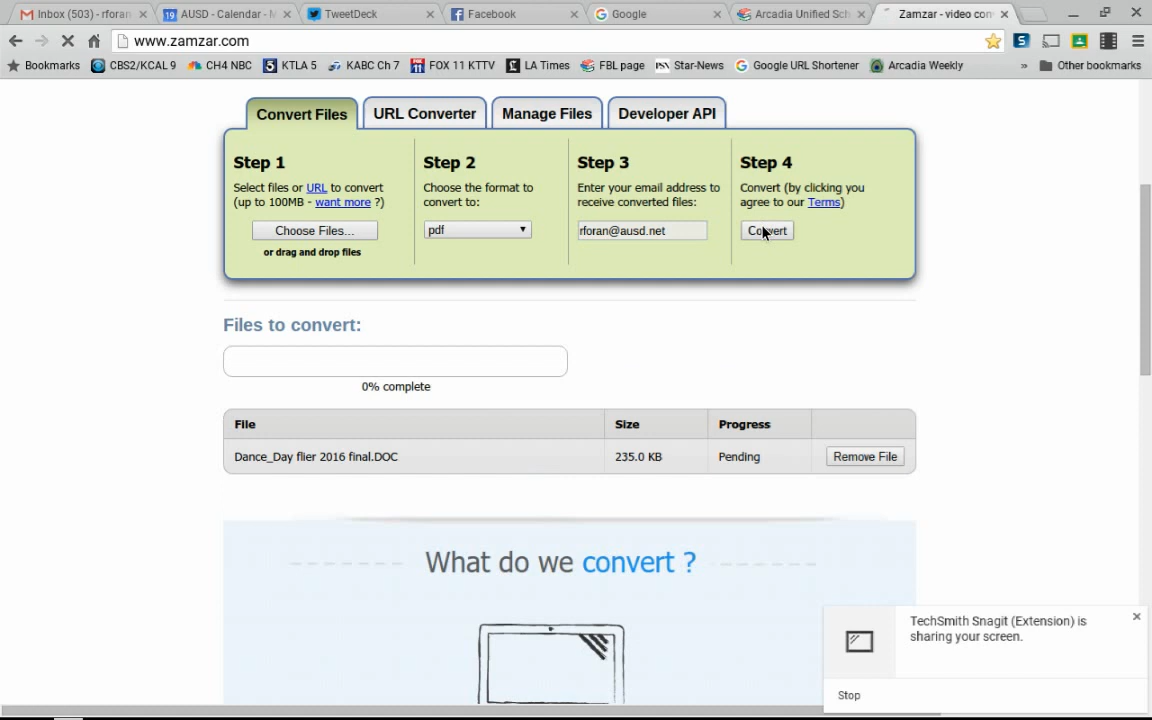 Inbox (503) - rforan
AUSD - Calendar - M
TweetDeck
Facebook
Google
Arcadia Unified Sch
Zamzar - video con
www.zamzar.com
Bookmarks
CBS2/KCAL 9
CH4 NBC
KTLA 5
KABC Ch 7
FOX 11 KTTV
LA Times
FBL page
Star-News
Google URL Shortener
Arcadia Weekly
»
Other bookmarks
Convert Files
URL Converter
Manage Files
Developer API
Step 1
Select files or URL to convert
(up to 100MB - want more ?)
Choose Files...
or drag and drop files
Step 2
Choose the format to
convert to:
pdf
Step 3
Enter your email address to
receive converted files:
rforan@ausd.net
Step 4
Convert (by clicking you
agree to our Terms)
Convert
Files to convert:
0% complete
File Size Progress
Dance_Day flier 2016 final.DOC 235.0 KB Pending Remove File
What do we convert ?
TechSmith Snagit (Extension) is
sharing your screen.
Stop